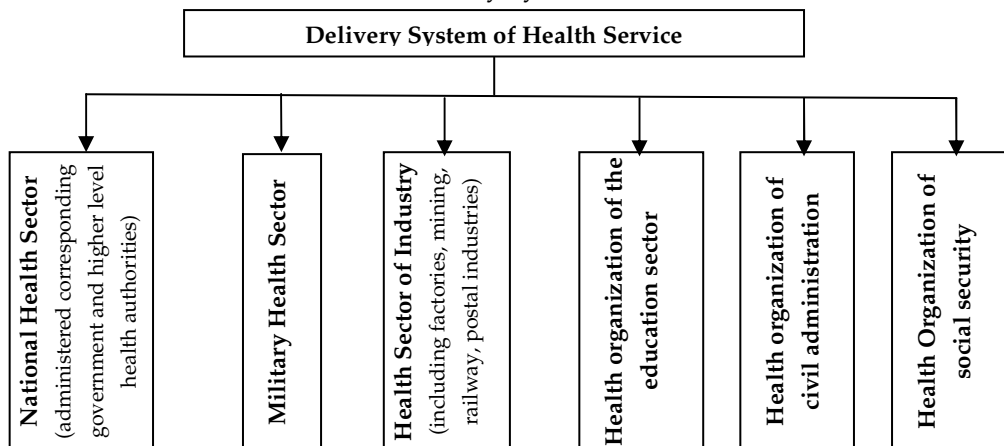 Delivery System of Health Service
National Health Sector
(administered corresponding
government and higher level
health authorities)
Military Health Sector
Health Sector of Industry
(including factories, mining,
railway, postal industries)
Health organization of the
education sector
Health organization of
civil administration
Health Organization of
social security